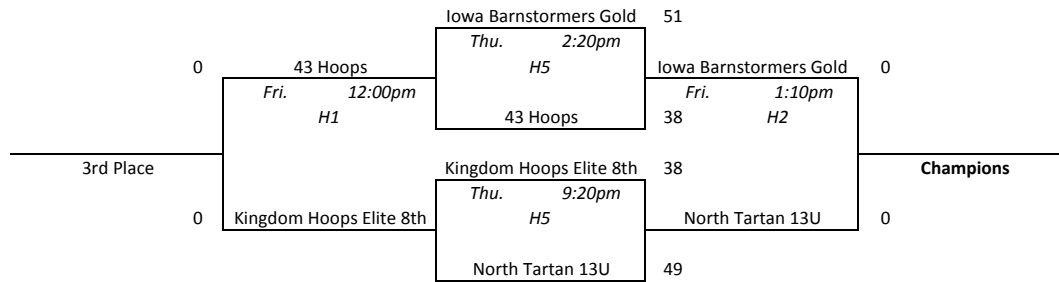 Iowa Barnstormers Gold 51
Thu. 2:20pm
0 43 Hoops H5 Iowa Barnstormers Gold 0
Fri. 12:00pm Fri. 1:10pm
H1 43 Hoops 38 H2
3rd Place Kingdom Hoops Elite 8th 38 Champions
Thu. 9:20pm
0 Kingdom Hoops Elite 8th H5 North Tartan 13U 0
North Tartan 13U 49